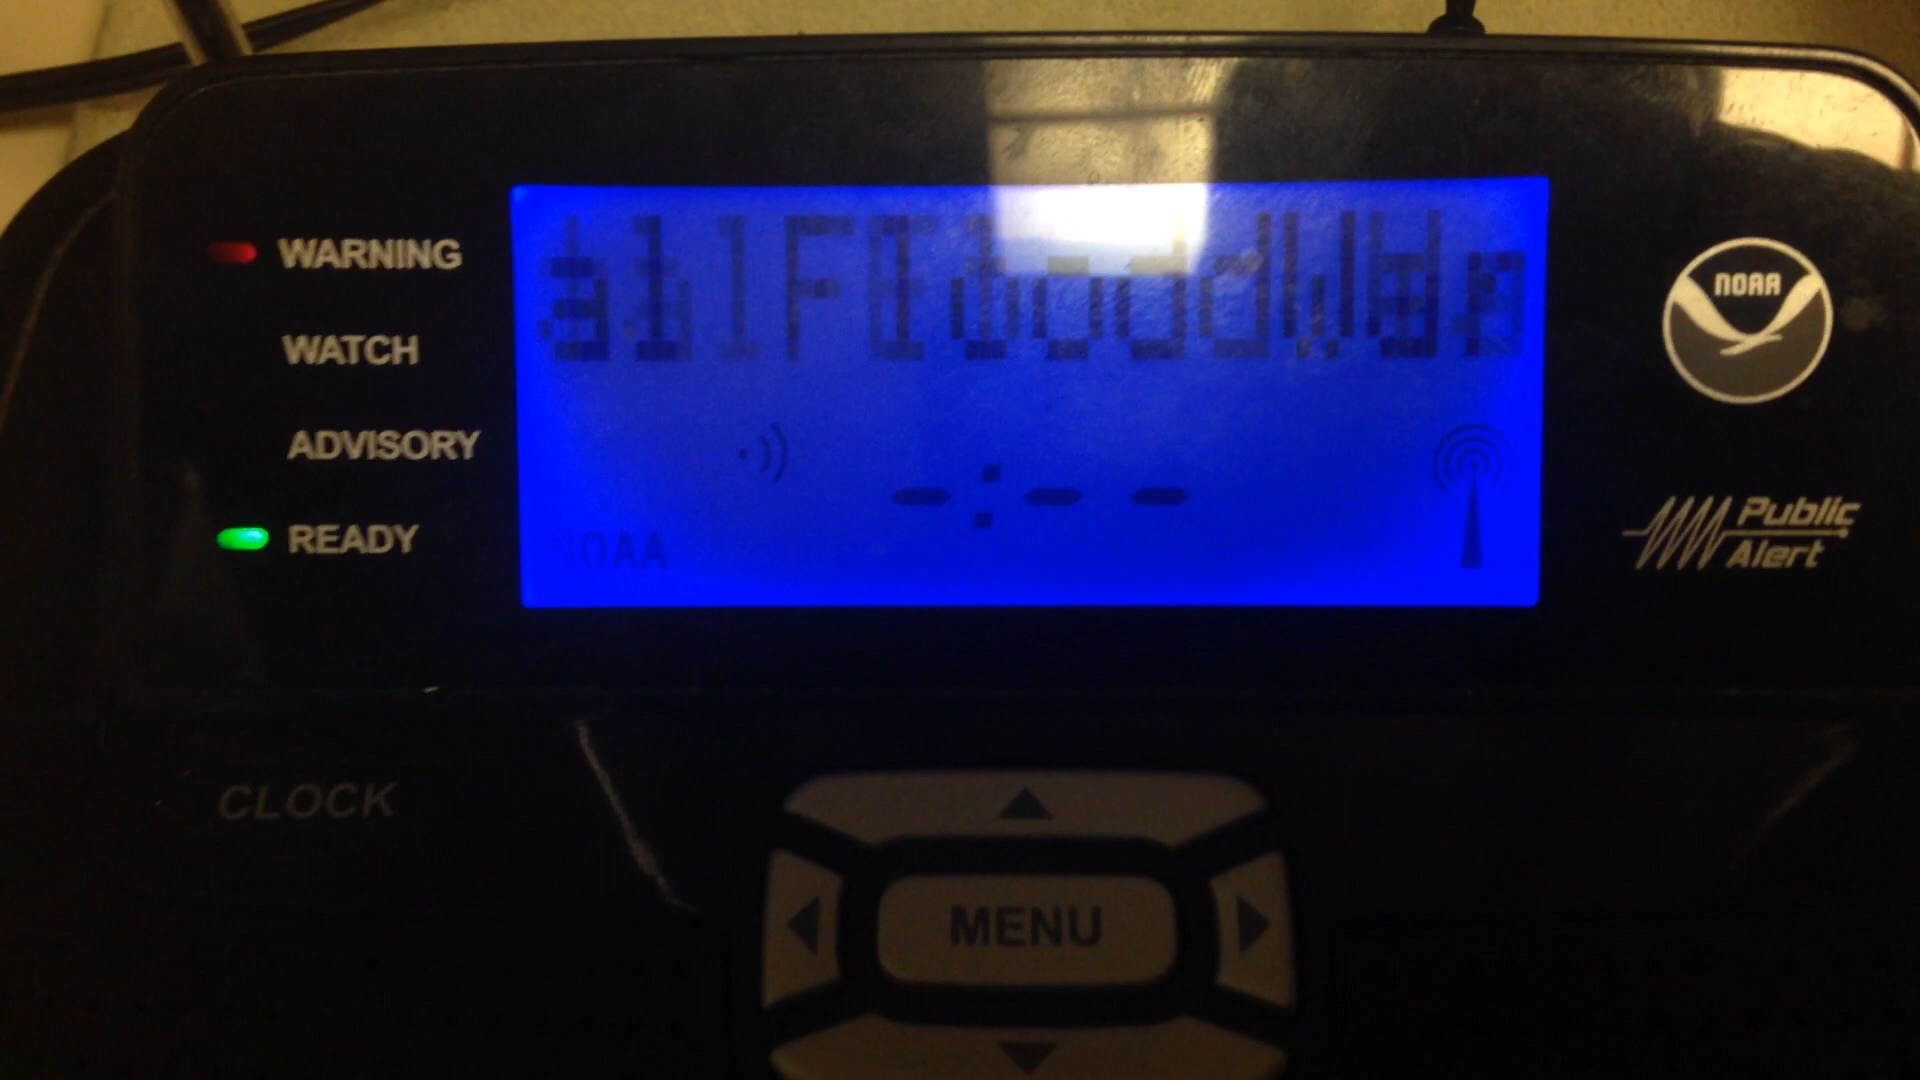 WARNING
WATCH
ADVISORY
READY
NOAA
NOAA
Public
Alert
CLOCK
MENU